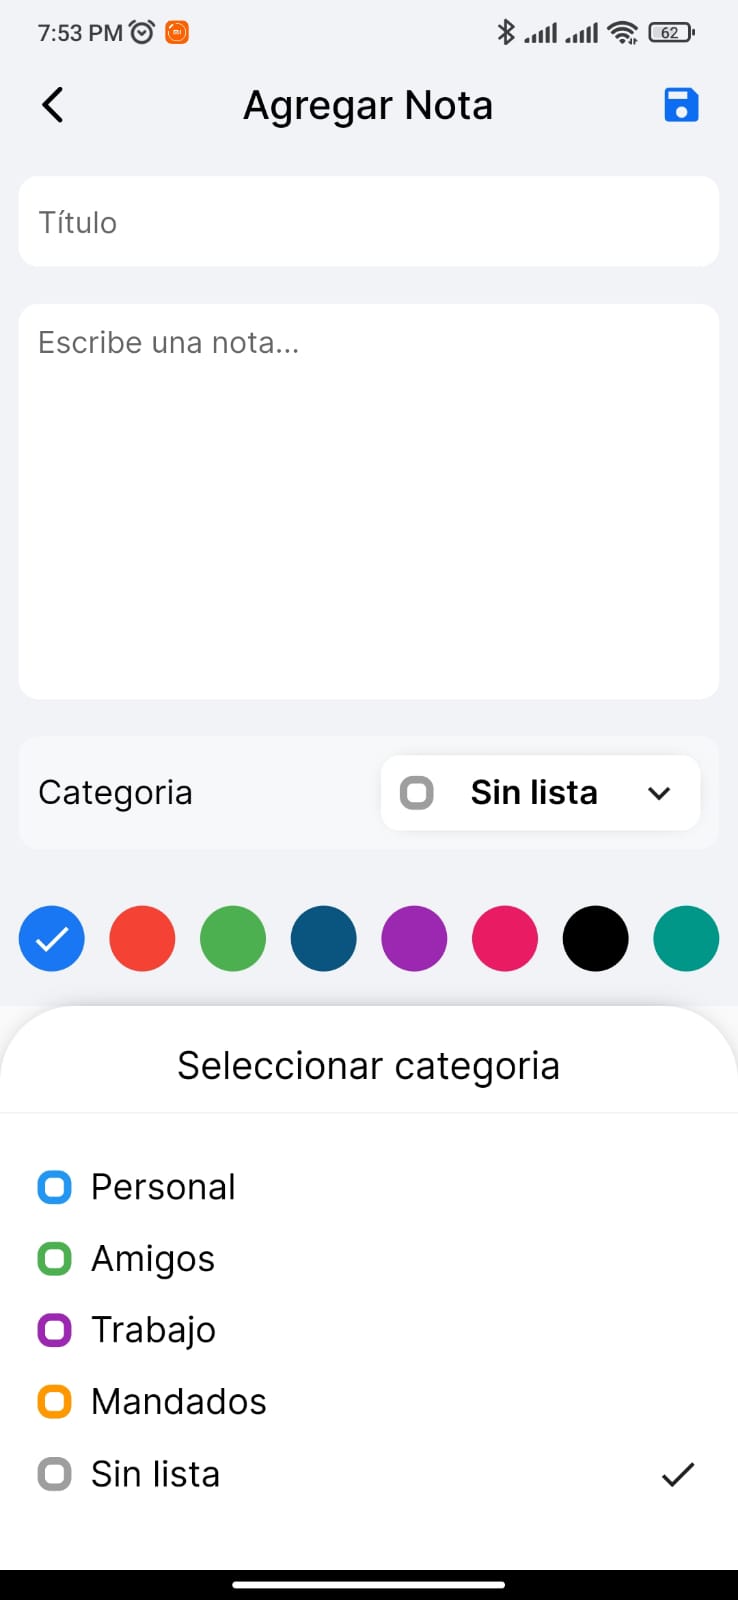 7:53 PM
62
Agregar Nota
Título
Escribe una nota...
Categoria
Sin lista
Seleccionar categoria
Personal
Amigos
Trabajo
Mandados
Sin lista